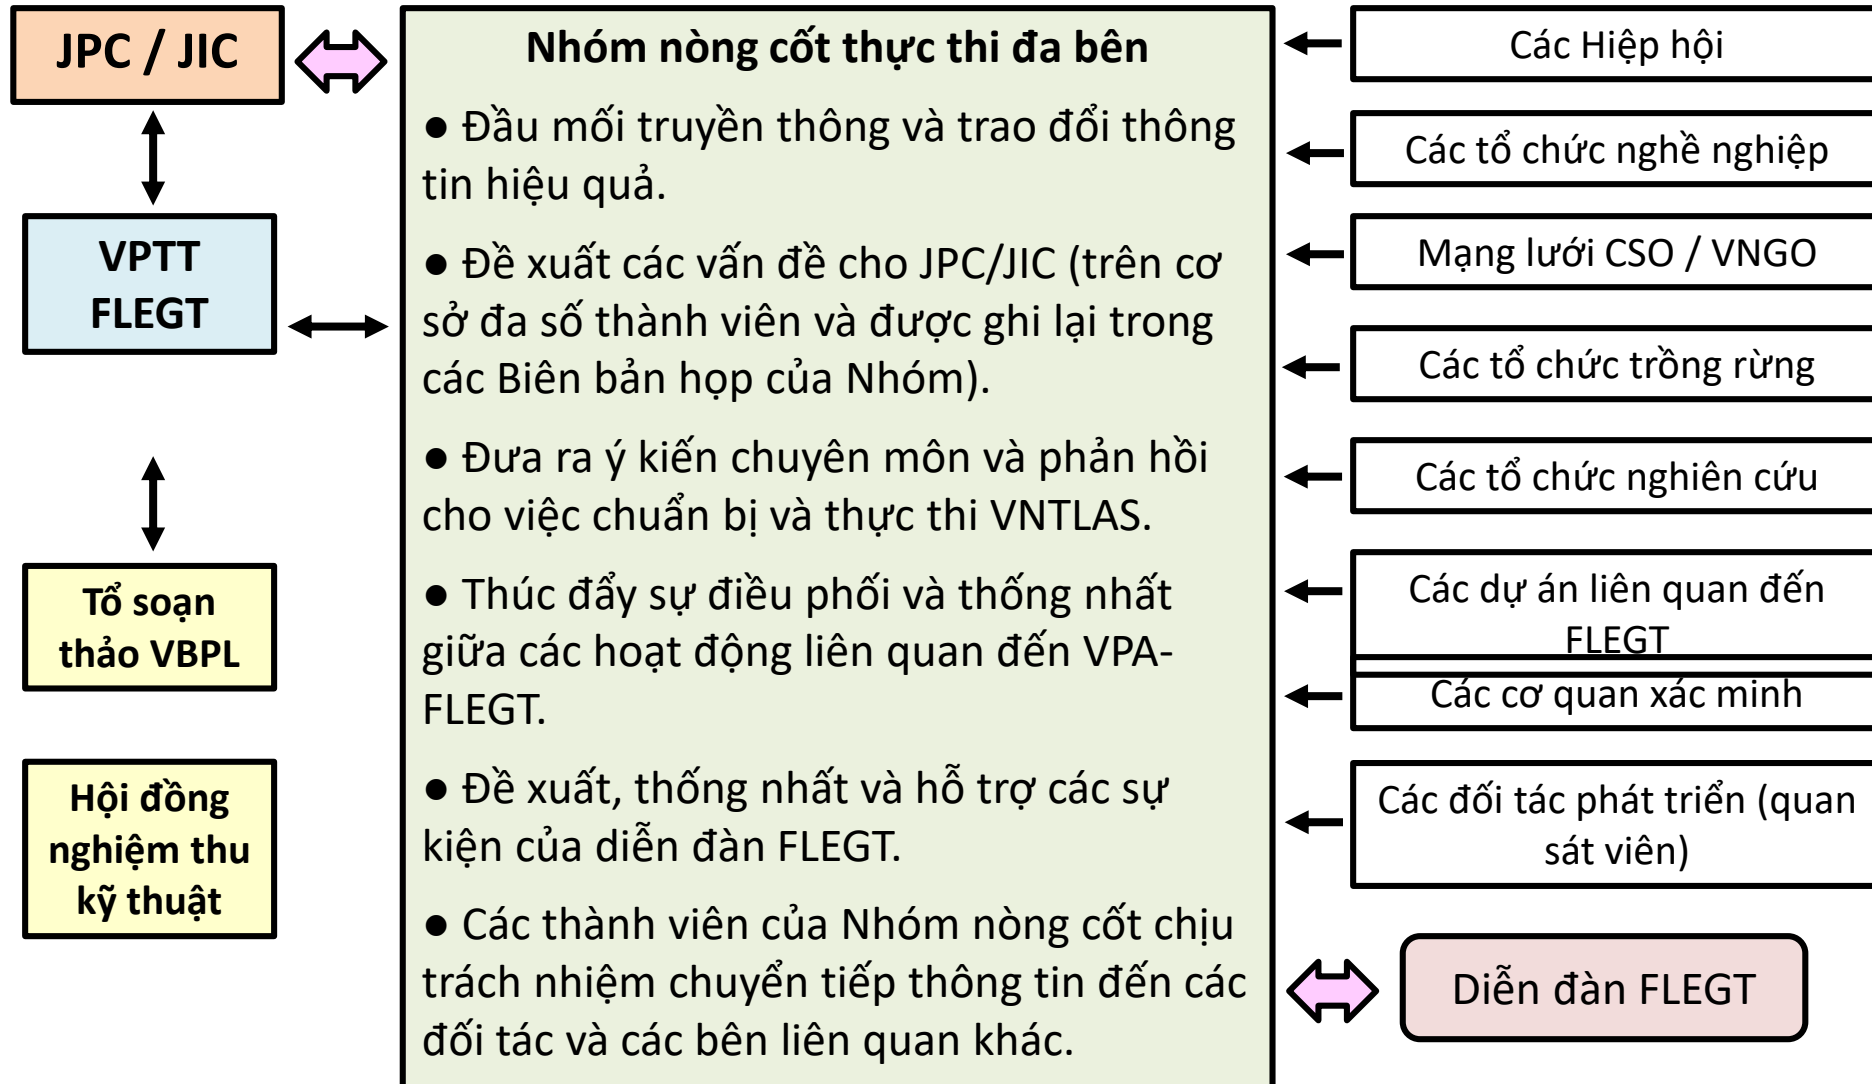 JPC / JIC
VPTT
FLEGT
Tổ soạn
thảo VBPL
Hội đồng
nghiệm thu
kỹ thuật
Nhóm nòng cốt thực thi đa bên
● Đầu mối truyền thông và trao đổi thông
tin hiệu quả.
● Đề xuất các vấn đề cho JPC/JIC (trên cơ
sở đa số thành viên và được ghi lại trong
các Biên bản họp của Nhóm).
● Đưa ra ý kiến chuyên môn và phản hồi
cho việc chuẩn bị và thực thi VNTLAS.
● Thúc đẩy sự điều phối và thống nhất
giữa các hoạt động liên quan đến VPA-
FLEGT.
● Đề xuất, thống nhất và hỗ trợ các sự
kiện của diễn đàn FLEGT.
● Các thành viên của Nhóm nòng cốt chịu
trách nhiệm chuyển tiếp thông tin đến các
đối tác và các bên liên quan khác.
Các Hiệp hội
Các tổ chức nghề nghiệp
Mạng lưới CSO / VNGO
Các tổ chức trồng rừng
Các tổ chức nghiên cứu
Các dự án liên quan đến
FLEGT
Các cơ quan xác minh
Các đối tác phát triển (quan
sát viên)
Diễn đàn FLEGT